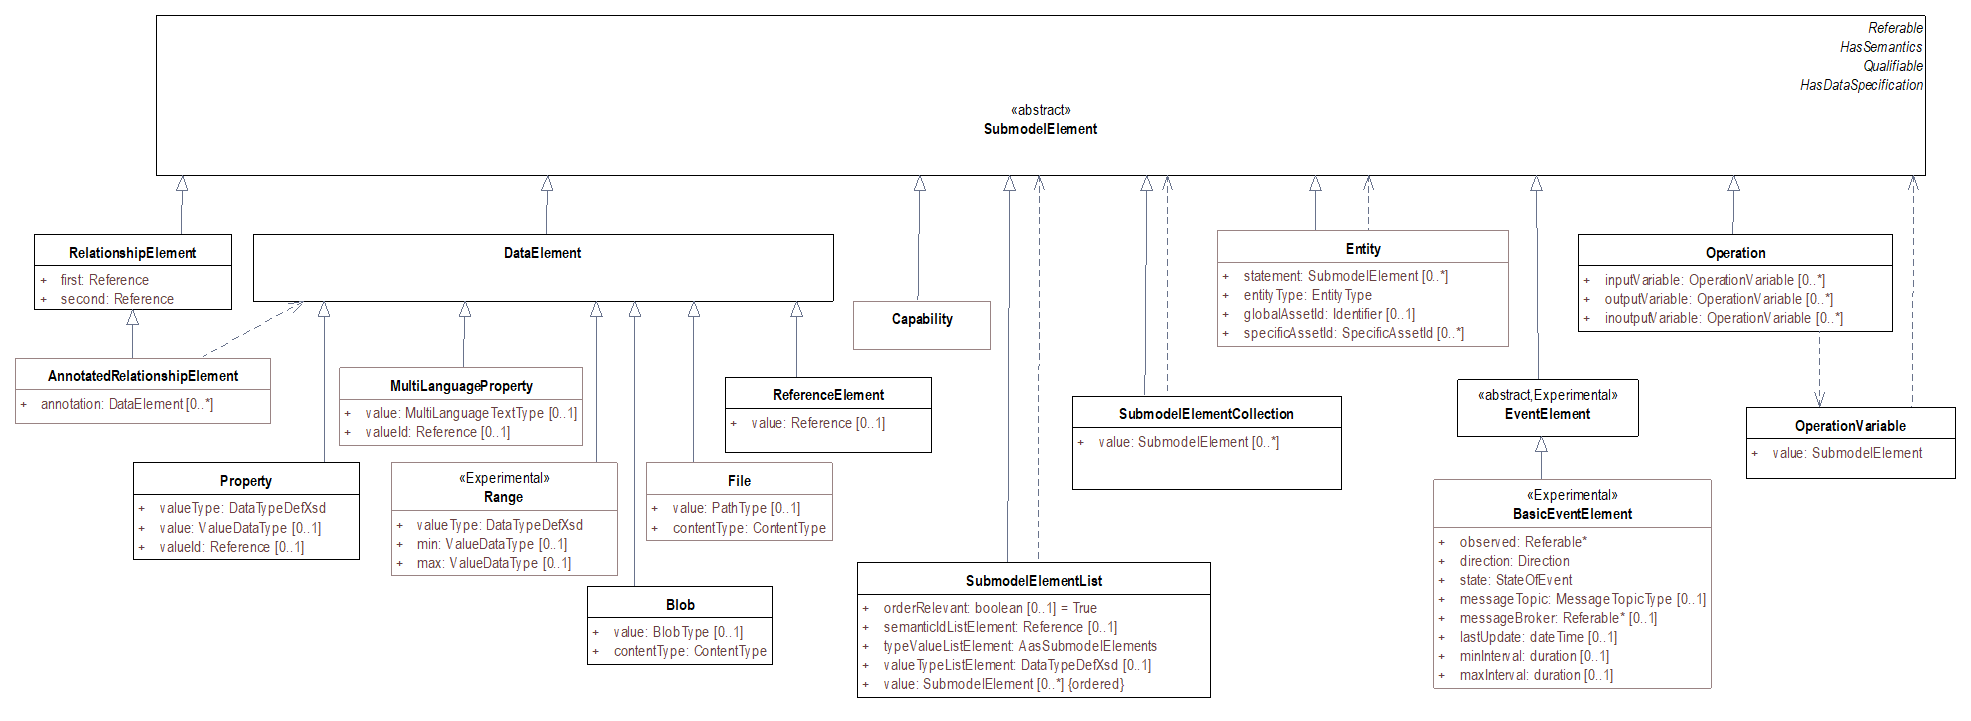 Referable
HasSemantics
Qualifiable
HasDataSpecification
«abstract»
SubmodelElement
RelationshipElement
+ first: Reference
+ second: Reference
DataElement
Capability
Entity
+ statement: SubmodelElement [0..*]
+ entityType: EntityType
+ globalAssetId: Identifier [0..1]
+ specificAssetId: SpecificAssetId [0..*]
Operation
+ inputVariable: OperationVariable [0..*]
+ outputVariable: OperationVariable [0..*]
+ inoutputVariable: OperationVariable [0..*]
AnnotatedRelationshipElement
+ annotation: DataElement [0..*]
MultiLanguageProperty
+ value: MultiLanguageTextType [0..1]
+ valueId: Reference [0..1]
ReferenceElement
+ value: Reference [0..1]
SubmodelElementCollection
+ value: SubmodelElement [0..*]
«abstract,Experimental»
EventElement
OperationVariable
+ value: SubmodelElement
Property
+ valueType: DataTypeDefXsd
+ value: ValueDataType [0..1]
+ valueId: Reference [0..1]
«Experimental»
Range
+ valueType: DataTypeDefXsd
+ min: ValueDataType [0..1]
+ max: ValueDataType [0..1]
File
+ value: PathType [0..1]
+ contentType: ContentType
Blob
+ value: BlobType [0..1]
+ contentType: ContentType
SubmodelElementList
+ orderRelevant: boolean [0..1] = True
+ semanticIdListElement: Reference [0..1]
+ typeValueListElement: AasSubmodelElements
+ valueTypeListElement: DataTypeDefXsd [0..1]
+ value: SubmodelElement [0..*] {ordered}
«Experimental»
BasicEventElement
+ observed: Referable*
+ direction: Direction
+ state: StateOfEvent
+ messageTopic: MessageTopicType [0..1]
+ messageBroker: Referable* [0..1]
+ lastUpdate: dateTime [0..1]
+ minInterval: duration [0..1]
+ maxInterval: duration [0..1]